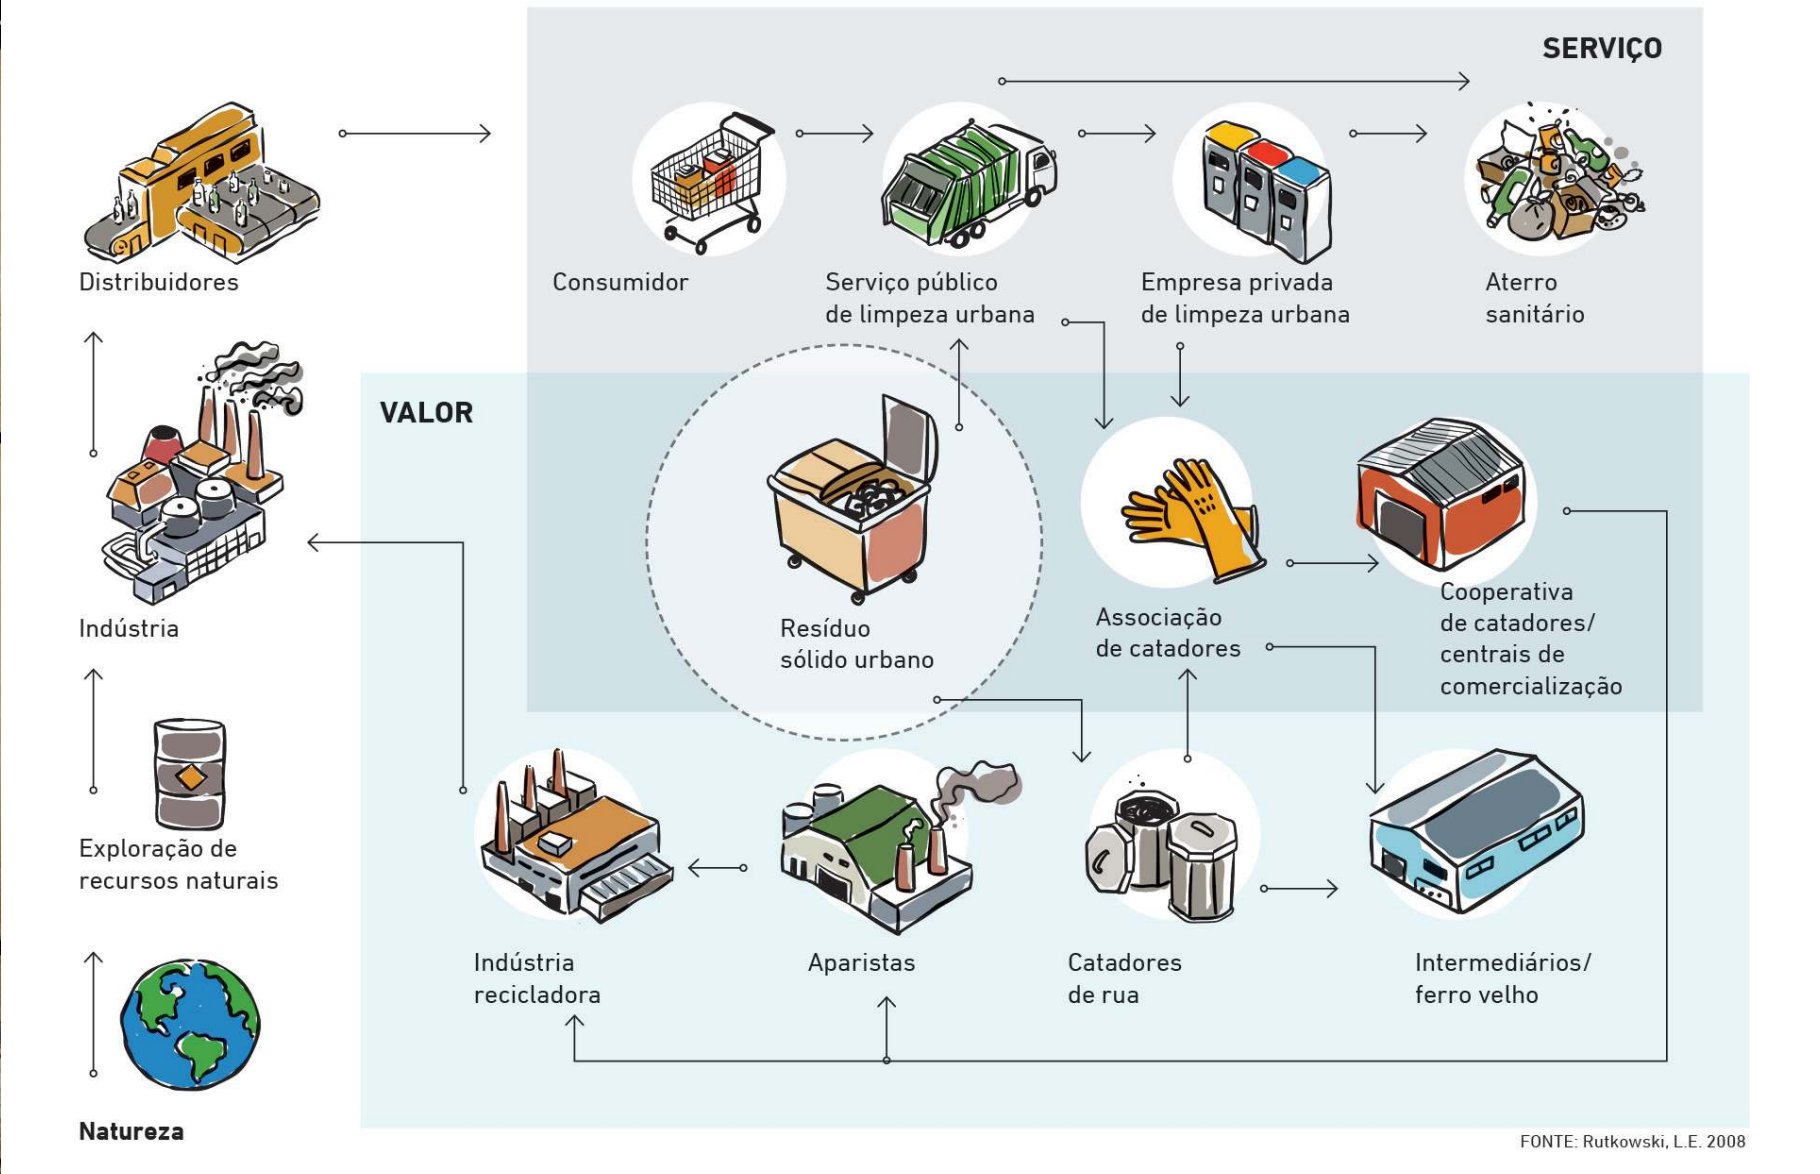 SERVIÇO
Distribuidores
Consumidor
Serviço público
de limpeza urbana
Empresa privada
de limpeza urbana
Aterro
sanitário
VALOR
Indústria
Resíduo
sólido urbano
Associação
de catadores
Cooperativa
de catadores/
centrais de
comercialização
Exploração de
recursos naturais
Indústria
recicladora
Aparistas
Catadores
de rua
Intermediários/
ferro velho
Natureza
FONTE: Rutkowski, L.E. 2008